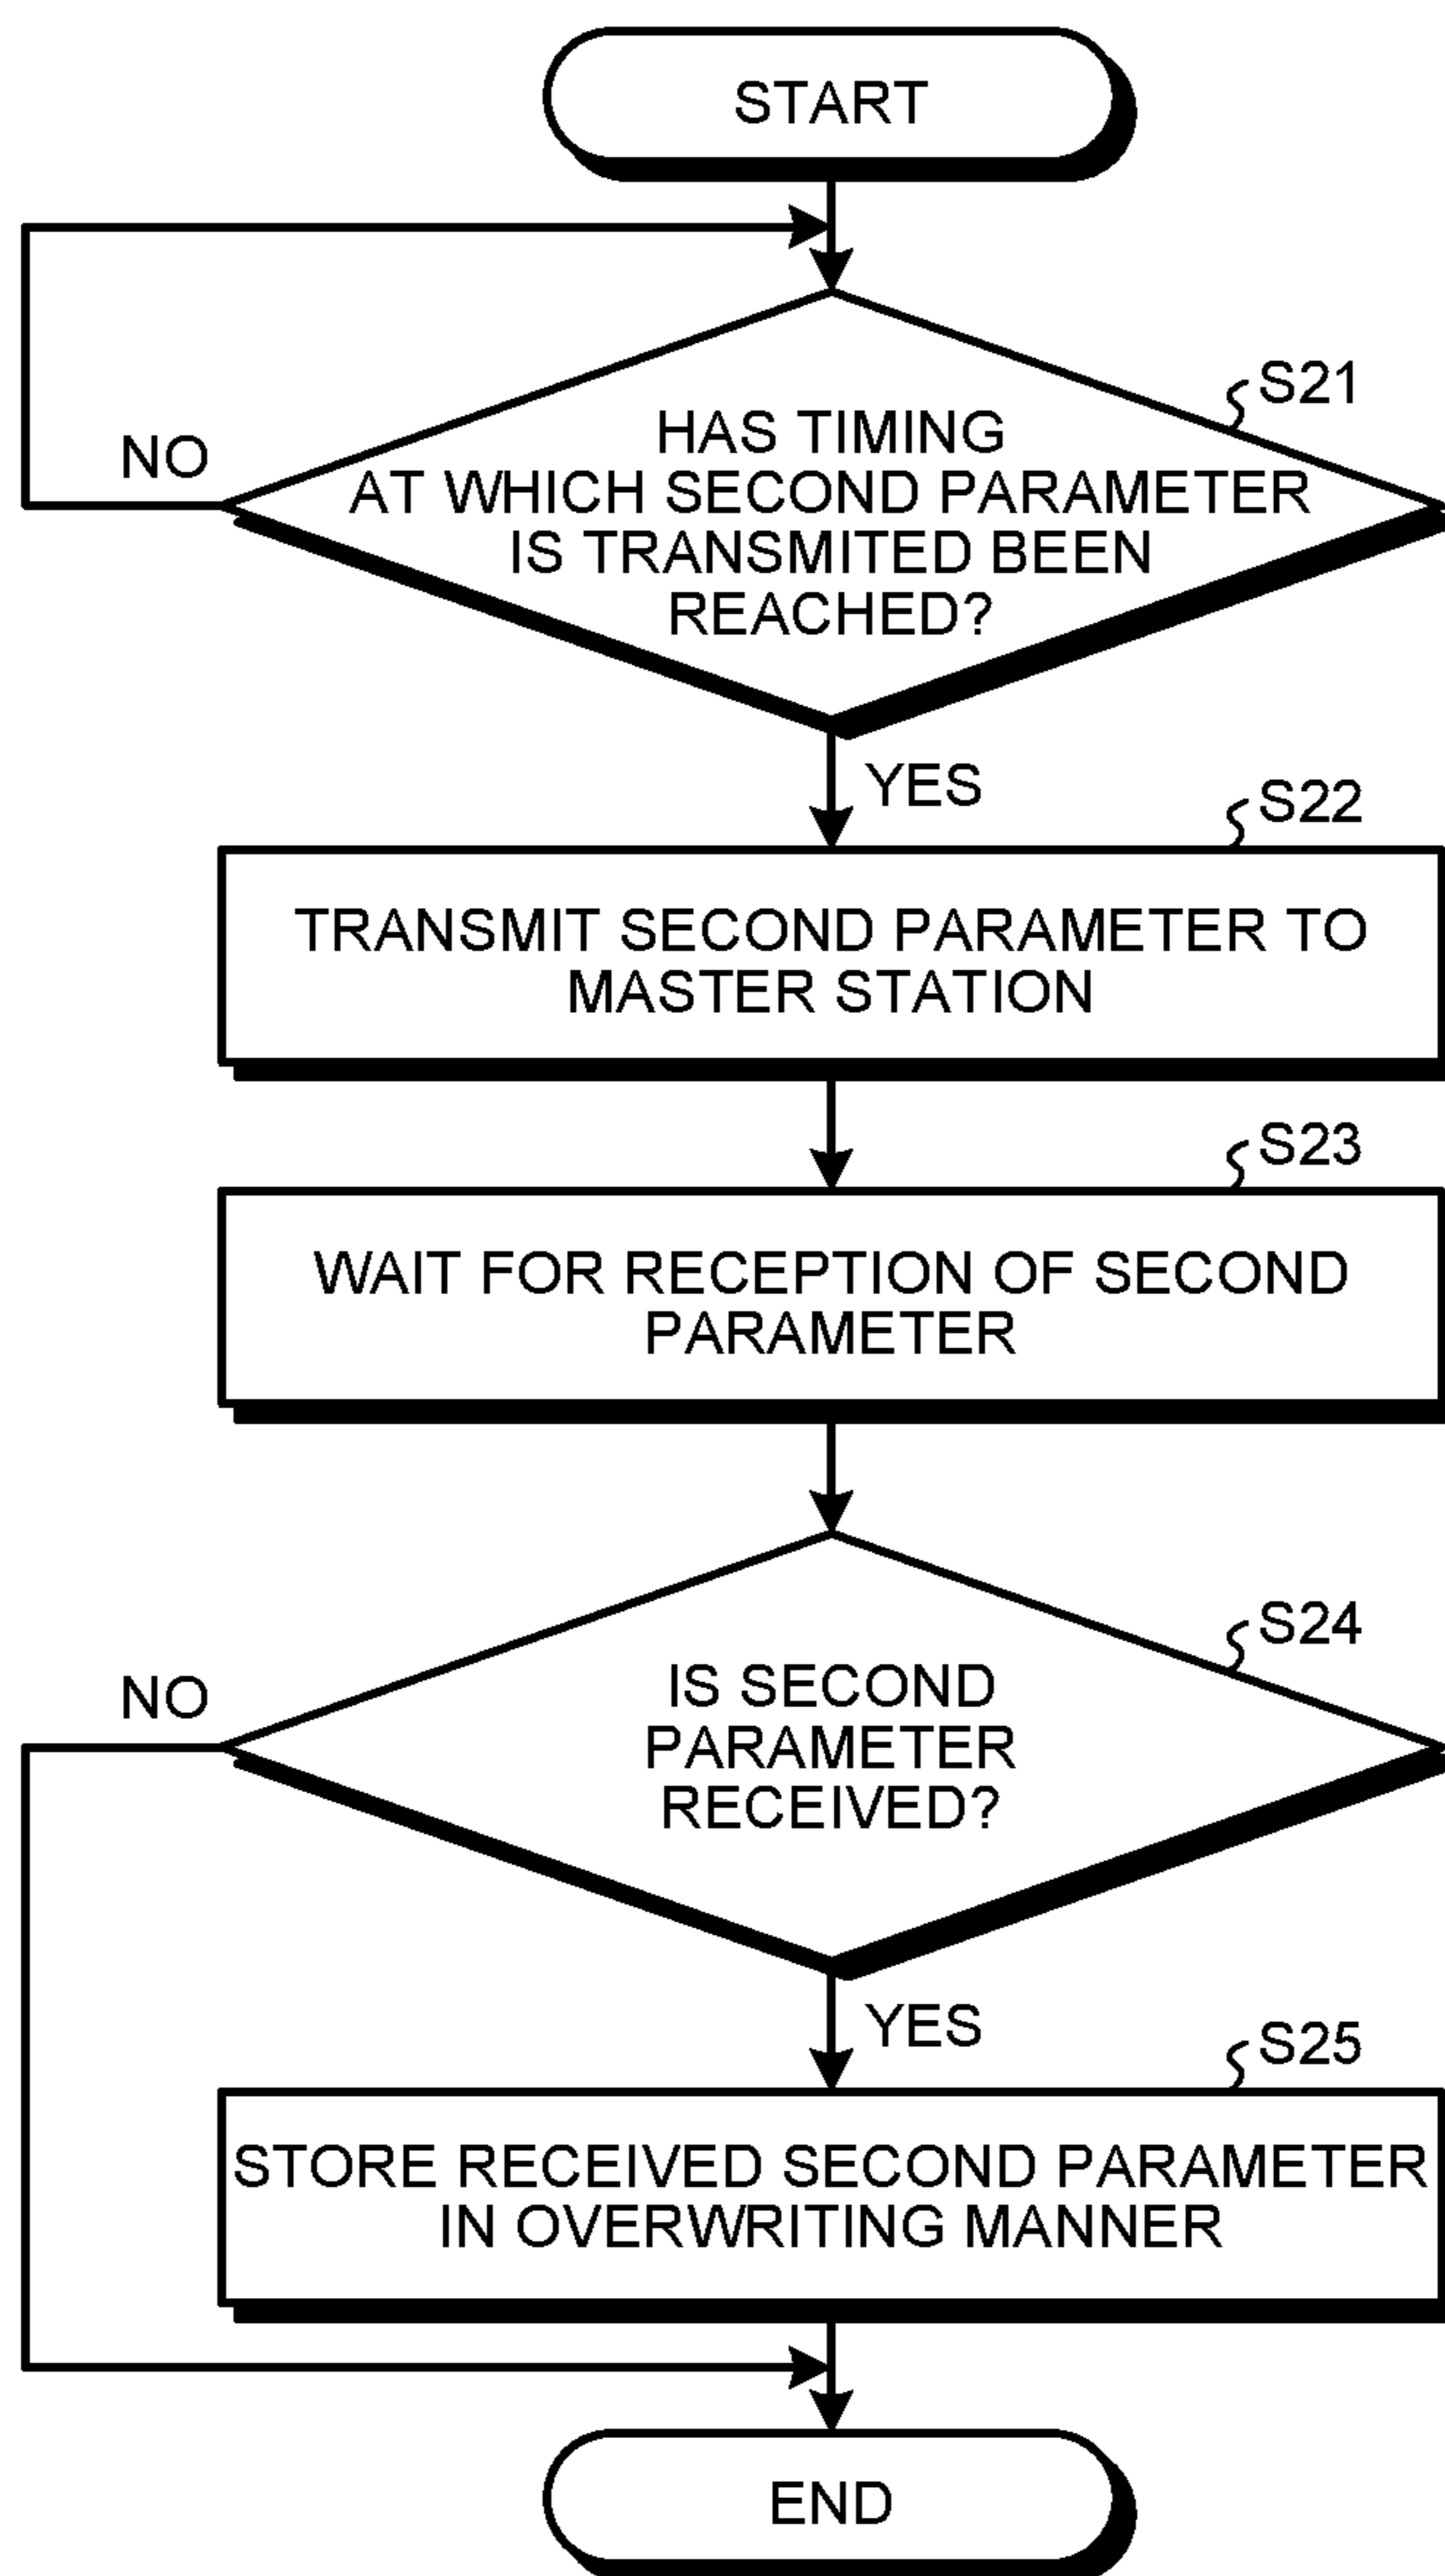 START
S21
NO
HAS TIMING
AT WHICH SECOND PARAMETER
IS TRANSMITED BEEN
REACHED?
YES
S22
TRANSMIT SECOND PARAMETER TO
MASTER STATION
S23
WAIT FOR RECEPTION OF SECOND
PARAMETER
S24
NO
IS SECOND
PARAMETER
RECEIVED?
YES
S25
STORE RECEIVED SECOND PARAMETER
IN OVERWRITING MANNER
END